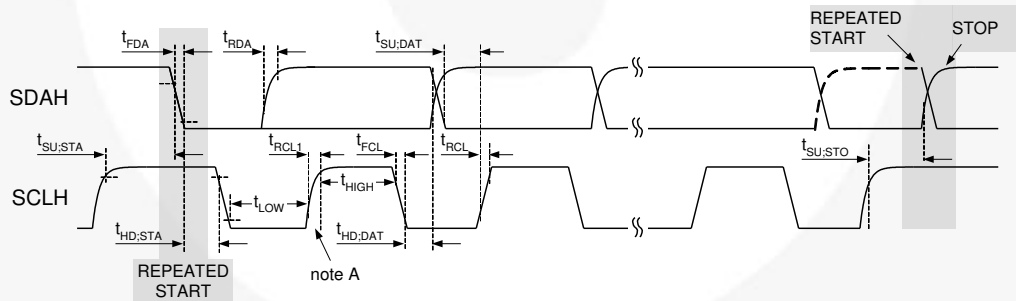 REPEATED
START
STOP
tFDA
tRDA
tSU;DAT
SDAH
tSU;STA
tRCL1
tFCL
tRCL
tSU;STO
SCLH
tLOW
tHIGH
tHD;STA
tHD;DAT
note A
REPEATED
START